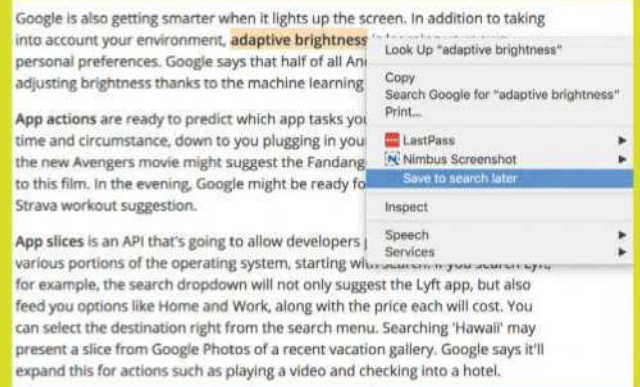 Google is also getting smarter when it lights up the screen. In addition to taking
into account your environment, adaptive brightness
personal preferences. Google says that half of all
adjusting brightness thanks to the machine learning
App actions are ready to predict which app tasks
time and circumstance, down to you plugging in
the new Avengers movie might suggest the
to this film. In the evening, Google might be ready
Strava workout suggestion.
App slices is an API that's going to allow developers
various portions of the operating system, starting with search. If you search Lyft,
for example, the search dropdown will not only suggest the Lyft app, but also
feed you options like Home and Work, along with the price each will cost. You
can select the destination right from the search menu. Searching 'Hawaii' may
present a slice from Google Photos of a recent vacation gallery. Google says it'll
expand this for actions such as playing a video and checking into a hotel.
Look Up "adaptive brightness"
Copy
Search Google for "adaptive brightness"
Print...
LastPass
Nimbus Screenshot
Save to search later
Inspect
Speech
Services